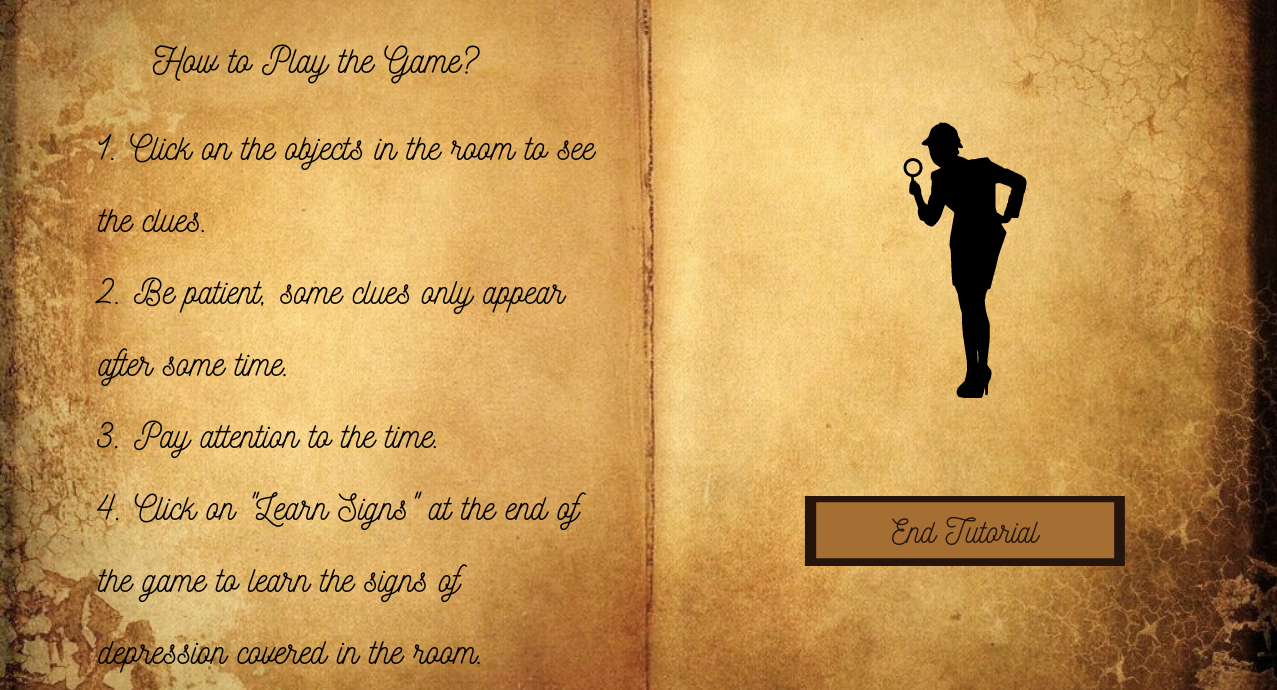 How to Play the Game?
1. Click on the objects in the room to see
the clues.
2. Be patient, some clues only appear
after some time.
3. Pay attention to the time.
4. Click on "Learn Signs" at the end of
the game to learn the signs of
depression covered in the room.
End Tutorial